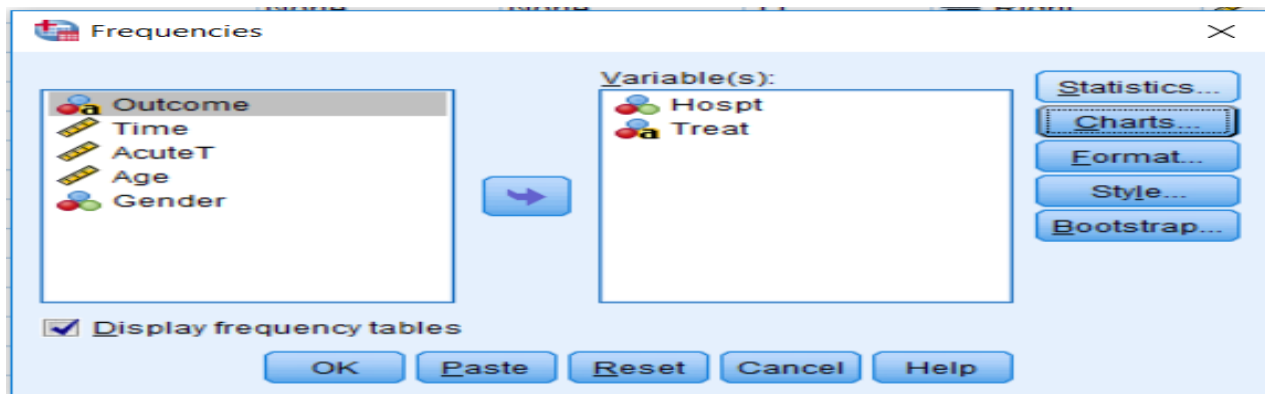 Frequencies
Variable(s):
Outcome
Time
AcuteT
Age
Gender
Hospt
Treat
Statistics...
Charts...
Format...
Style...
Bootstrap...
Display frequency tables
OK Paste Reset Cancel Help